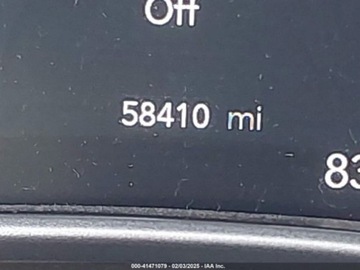 Off
58410 mi
83
000-41471079 - 02/03/2025 - IAA Inc.